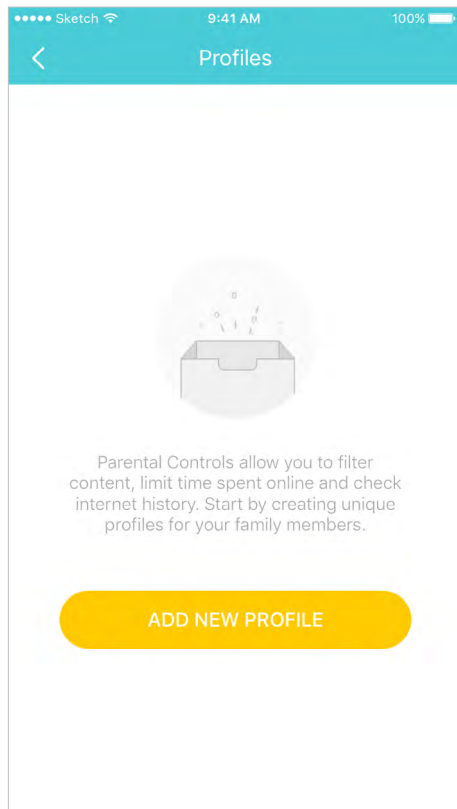 Sketch 9:41 AM 100%
Profiles
Parental Controls allow you to filter
content, limit time spent online and check
internet history. Start by creating unique
profiles for your family members.
ADD NEW PROFILE